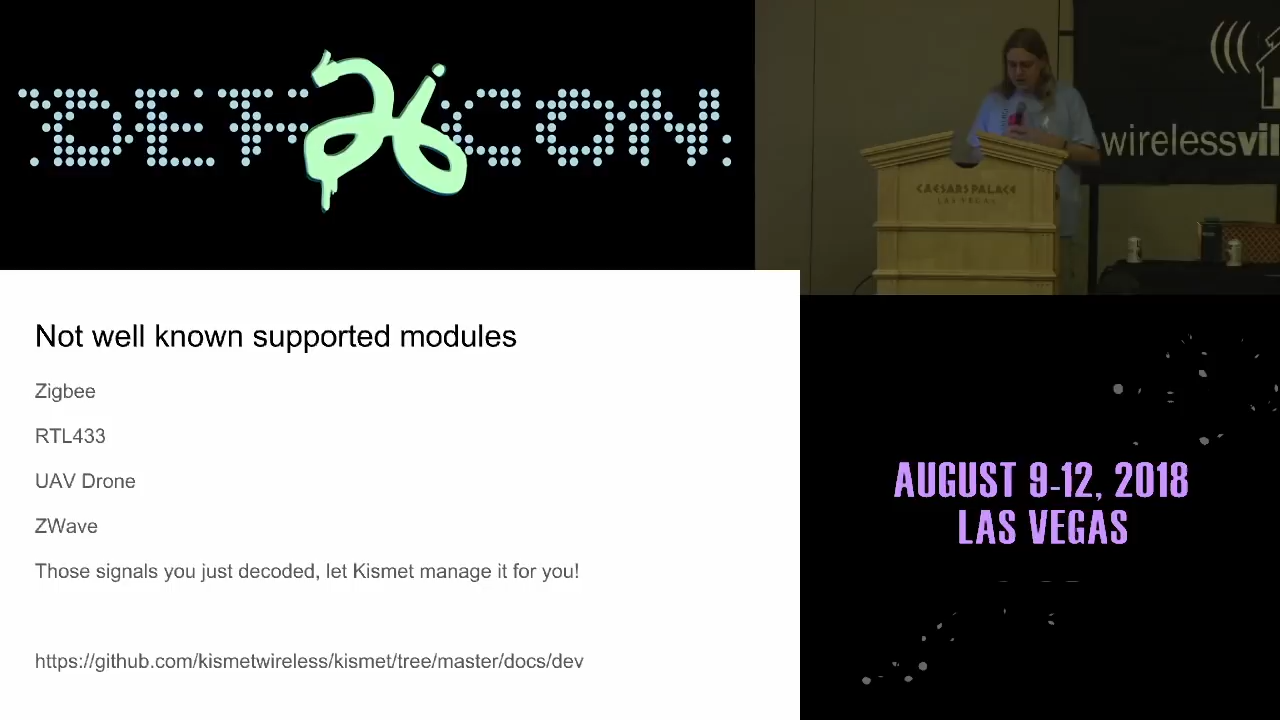 DEF CON 26
CAESARS PALACE
LAS VEGAS
wirelessvil
Not well known supported modules
Zigbee
RTL433
UAV Drone
ZWave
Those signals you just decoded, let Kismet manage it for you!
https://github.com/kismetwireless/kismet/tree/master/docs/dev
AUGUST 9-12, 2018
LAS VEGAS